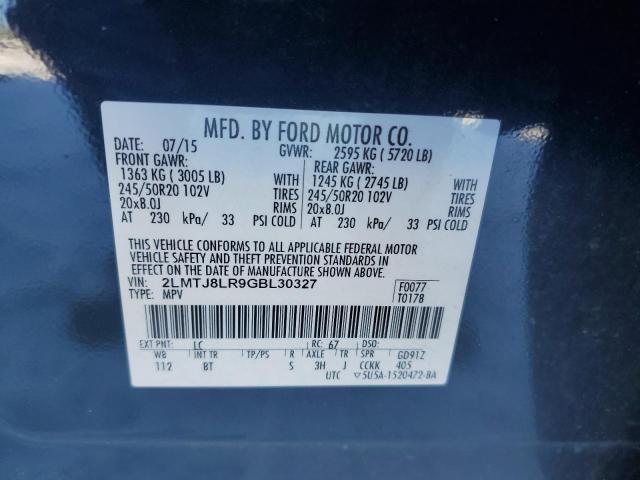 MFD. BY FORD MOTOR CO.
DATE: 07/15 GVWR: 2595 KG ( 5720 LB)
FRONT GAWR: REAR GAWR:
1363 KG ( 3005 LB) WITH 1245 KG ( 2745 LB) WITH
245/50R20 102V TIRES 245/50R20 102V TIRES
20x8.0J RIMS 20x8.0J RIMS
AT 230 kPa/ 33 PSI COLD AT 230 kPa/ 33 PSI COLD
THIS VEHICLE CONFORMS TO ALL APPLICABLE FEDERAL MOTOR
VEHICLE SAFETY AND THEFT PREVENTION STANDARDS IN
EFFECT ON THE DATE OF MANUFACTURE SHOWN ABOVE.
VIN: 2LMTJ8LR9GBL30327 F0077
TYPE: MPV T0178
EXT PNT: LC RC: 67 DSO:
WB INT TR TP/PS R AXLE TR SPR GD91Z
112 BT S 3H J CCKK 405
UTC ▽5U5A-1520472-BA